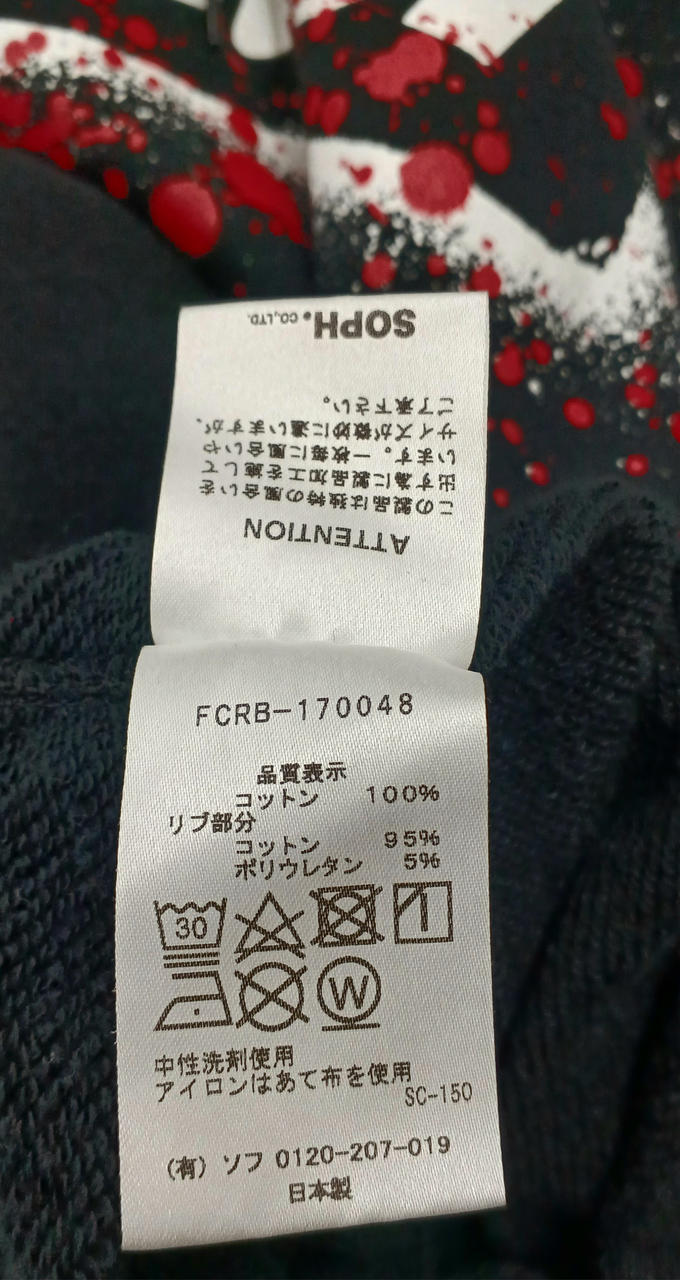 SOPH. CO.,LTD.
ATTENTION
この製品は独特の風合いを
出す為に製品加工を施して
います。一枚毎に風合いや
サイズが微妙に違いますが、
ご了承下さい。
FCRB-170048
品質表示
コットン 100%
リブ部分
コットン 95%
ポリウレタン 5%
30
W
中性洗剤使用
アイロンはあて布を使用
SC-150
(有) ソフ 0120-207-019
日本製